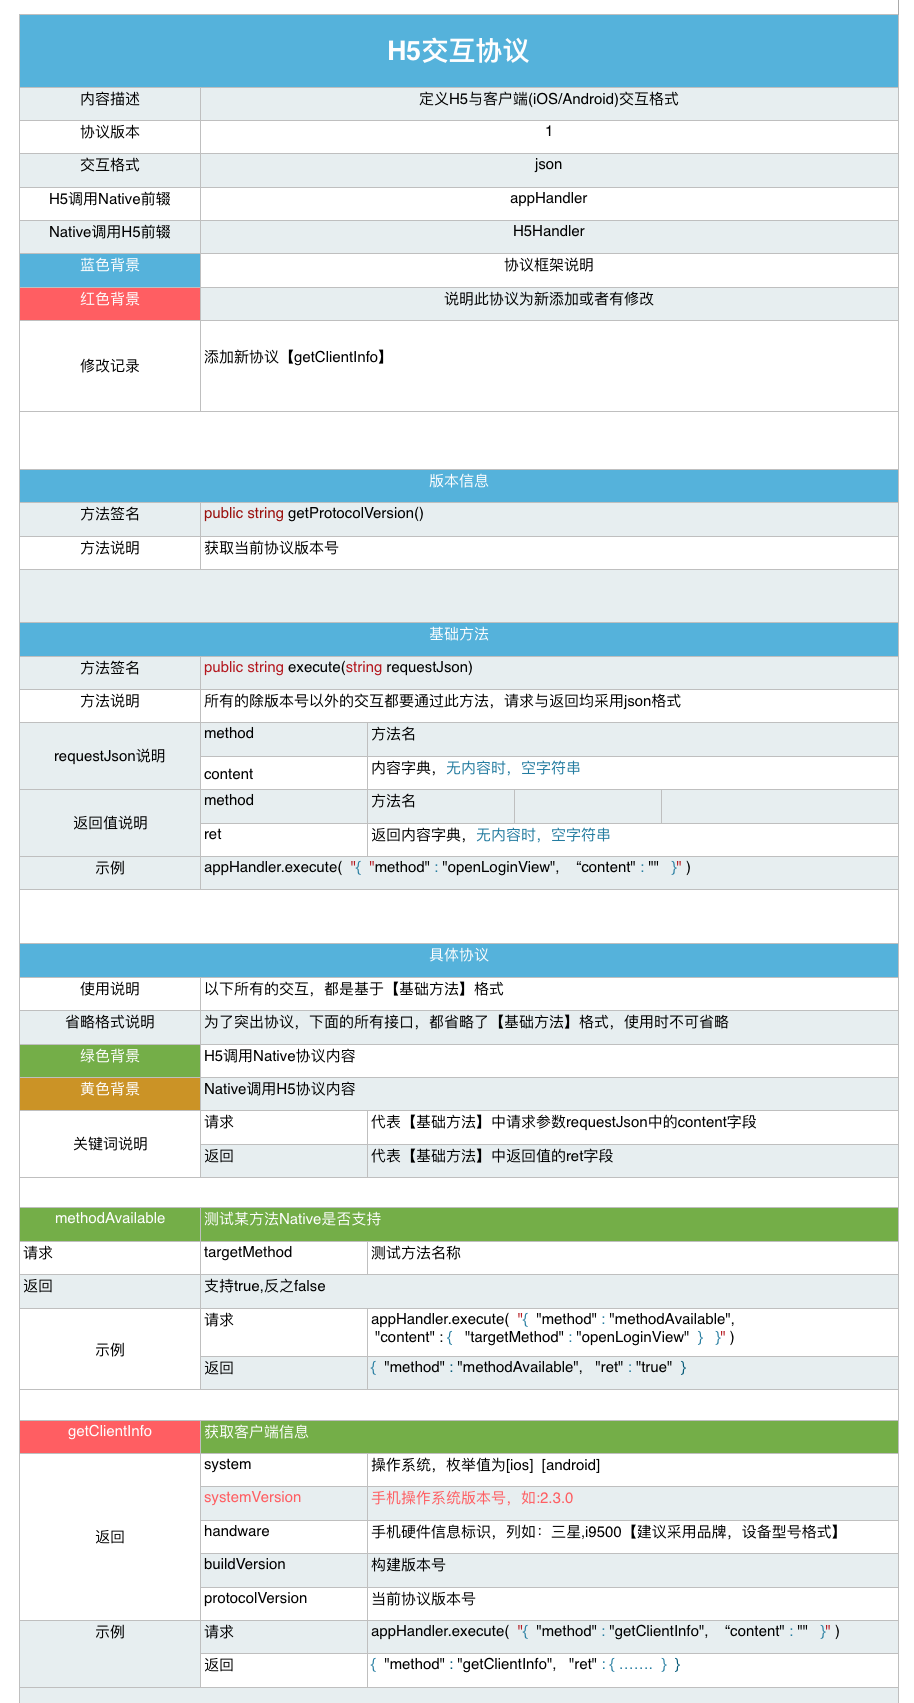 H5交互协议
内容描述 定义H5与客户端(iOS/Android)交互格式
协议版本 1
交互格式 json
H5调用Native前辍 appHandler
Native调用H5前辍 H5Handler
蓝色背景 协议框架说明
红色背景 说明此协议为新添加或者有修改
修改记录 添加新协议【getClientInfo】
版本信息
方法签名 public string getProtocolVersion()
方法说明 获取当前协议版本号
基础方法
方法签名 public string execute(string requestJson)
方法说明 所有的除版本号以外的交互都要通过此方法，请求与返回均采用json格式
requestJson说明 method 方法名
content 内容字典，无内容时，空字符串
返回值说明 method 方法名
ret 返回内容字典，无内容时，空字符串
示例 appHandler.execute( "{ "method" : "openLoginView", “content" : "" }" )
具体协议
使用说明 以下所有的交互，都是基于【基础方法】格式
省略格式说明 为了突出协议，下面的所有接口，都省略了【基础方法】格式，使用时不可省略
绿色背景 H5调用Native协议内容
黄色背景 Native调用H5协议内容
关键词说明 请求 代表【基础方法】中请求参数requestJson中的content字段
返回 代表【基础方法】中返回值的ret字段
methodAvailable 测试某方法Native是否支持
请求 targetMethod 测试方法名称
返回 支持true,反之false
示例 请求 appHandler.execute( "{ "method" : "methodAvailable",
"content" : { "targetMethod" : "openLoginView" } }" )
返回 { "method" : "methodAvailable", "ret" : "true" }
getClientInfo 获取客户端信息
返回 system 操作系统，枚举值为[ios] [android]
systemVersion 手机操作系统版本号，如:2.3.0
handware 手机硬件信息标识，列如：三星,i9500【建议采用品牌，设备型号格式】
buildVersion 构建版本号
protocolVersion 当前协议版本号
示例 请求 appHandler.execute( "{ "method" : "getClientInfo", “content" : "" }" )
返回 { "method" : "getClientInfo", "ret" : { ....... } }